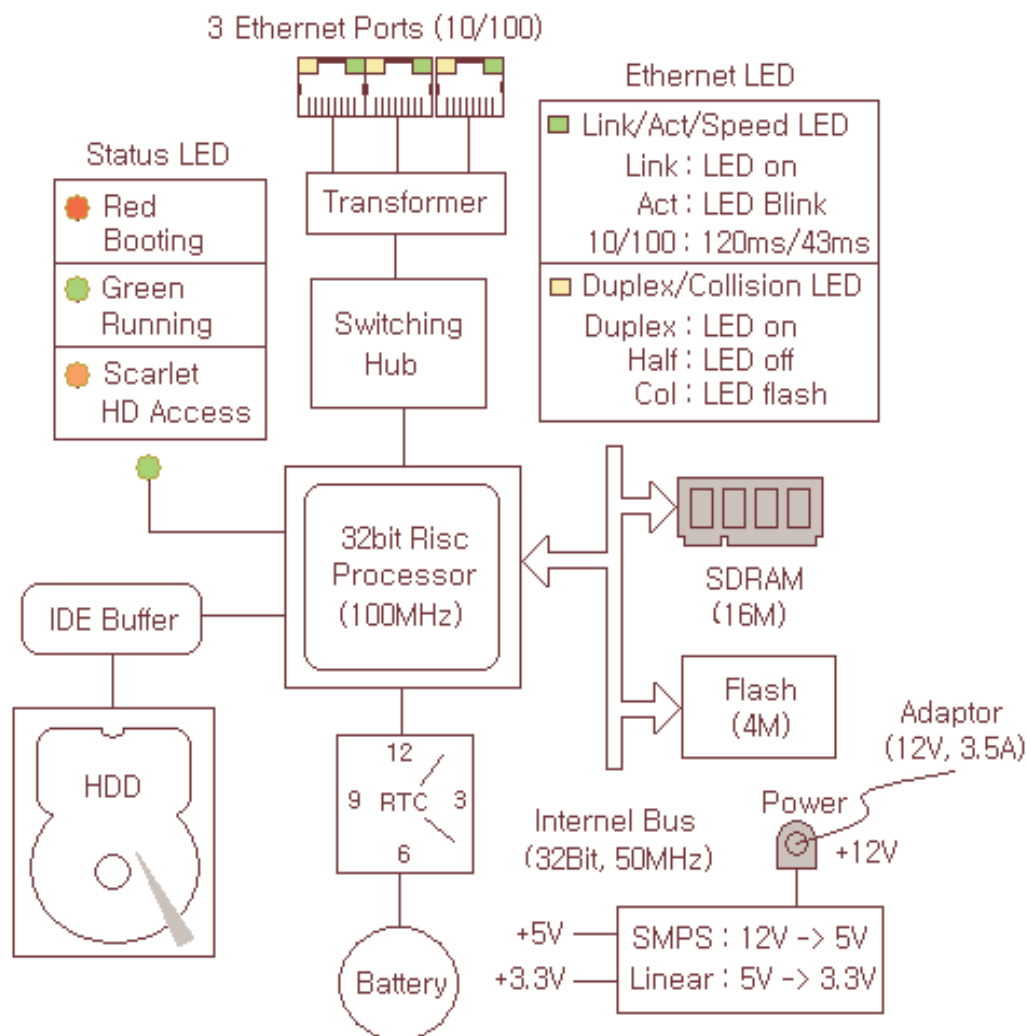 3 Ethernet Ports (10/100)
Ethernet LED
Link/Act/Speed LED
Link : LED on
Act : LED Blink
10/100 : 120ms/43ms
Duplex/Collision LED
Duplex : LED on
Half : LED off
Col : LED flash
Status LED
Red
Booting
Green
Running
Scarlet
HD Access
Transformer
Switching
Hub
32bit Risc
Processor
(100MHz)
SDRAM
(16M)
IDE Buffer
Flash
(4M)
HDD
12
9 RTC 3
6
Battery
Internal Bus
(32Bit, 50MHz)
Adaptor
(12V, 3.5A)
Power
+12V
+5V
+3.3V
SMPS : 12V -> 5V
Linear : 5V -> 3.3V